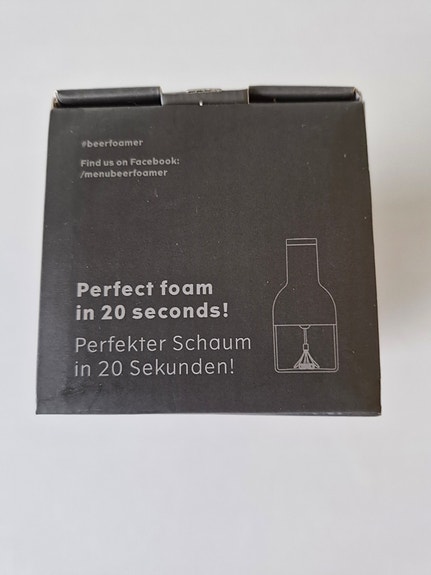 #beerfoamer
Find us on Facebook:
/menubeerfoamer
Perfect foam
in 20 seconds!
Perfekter Schaum
in 20 Sekunden!